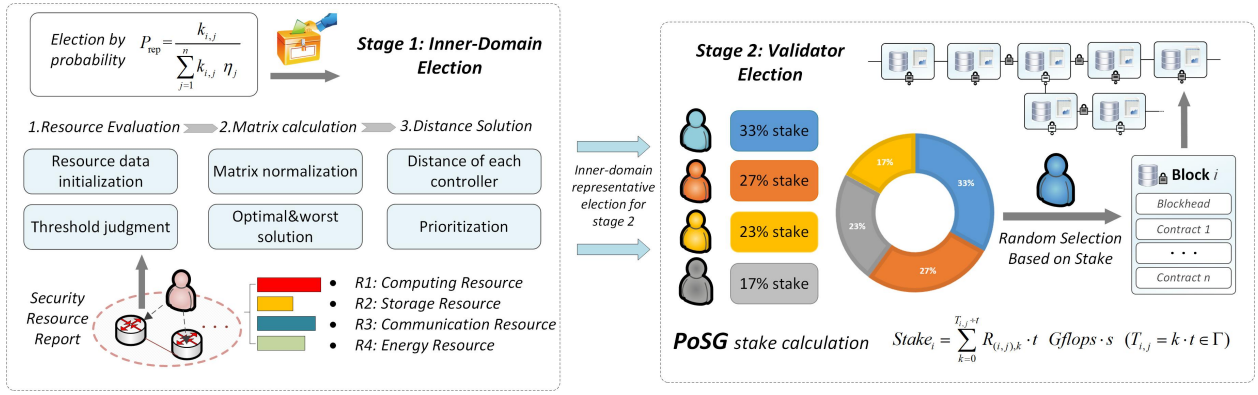 Election by
probability
P_rep = k_{i,j} / ∑_{j=1}^{n} k_{i,j} η_j
Stage 1: Inner-Domain
Election
1.Resource Evaluation
2.Matrix calculation
3.Distance Solution
Resource data
initialization
Matrix normalization
Distance of each
controller
Threshold judgment
Optimal&worst
solution
Prioritization
Security
Resource
Report
. . .
• R1: Computing Resource
• R2: Storage Resource
• R3: Communication Resource
• R4: Energy Resource
Inner-domain
representative
election for
stage 2
Stage 2: Validator
Election
33% stake
27% stake
23% stake
17% stake
17%
33%
23%
27%
Random Selection
Based on Stake
Block i
Blockhead
Contract 1
· · ·
Contract n
PoSG stake calculation
Stake_i = ∑_{k=0}^{T_{i,j}+t} R_{(i,j),k} · t Gflops · s (T_{i,j} = k · t ∈ Γ)